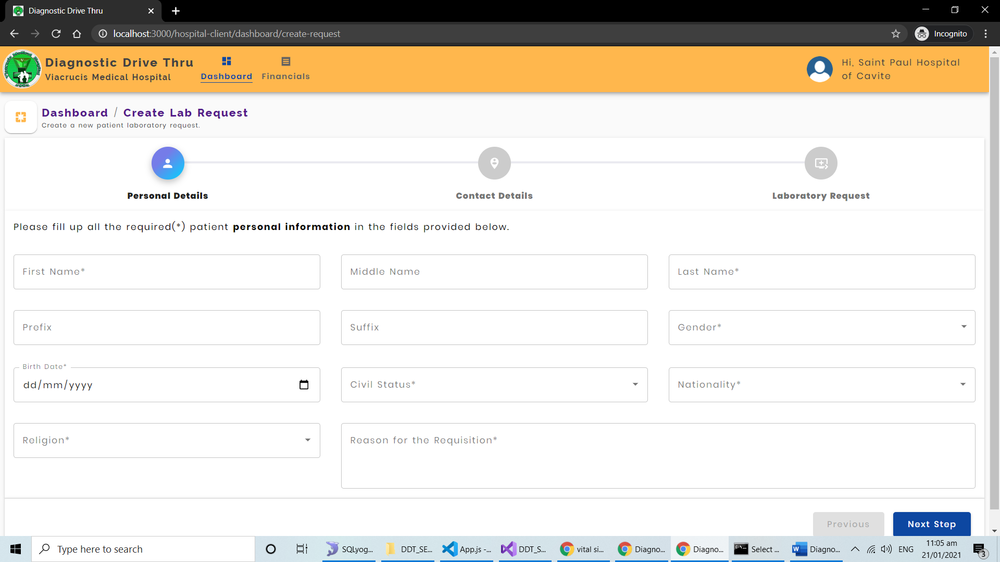 Diagnostic Drive Thru
localhost:3000/hospital-client/dashboard/create-request
Incognito
Diagnostic Drive Thru
Viacrucis Medical Hospital
Dashboard
Financials
Hi, Saint Paul Hospital
of Cavite
Dashboard / Create Lab Request
Create a new patient laboratory request.
Personal Details
Contact Details
Laboratory Request
Please fill up all the required(*) patient personal information in the fields provided below.
First Name*
Middle Name
Last Name*
Prefix
Suffix
Gender*
Birth Date*
dd/mm/yyyy
Civil Status*
Nationality*
Religion*
Reason for the Requisition*
Previous
Next Step
Type here to search
SQLyog...
DDT_SE...
App.js -...
DDT_S...
vital si...
Diagno...
Diagno...
Select ...
Diagno...
ENG
11:05 am
21/01/2021
3